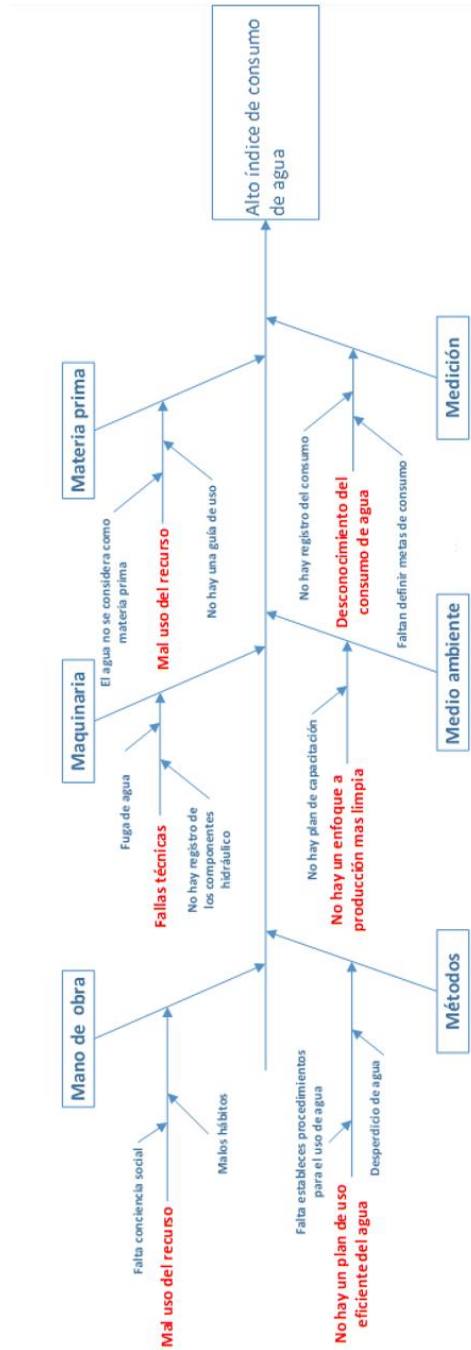 Mano de obra
Maquinaria
Materia prima
Falta conciencia social
Mal uso del recurso
Malos hábitos
Fuga de agua
Fallas técnicas
No hay registro de
los componentes
hidráulico
El agua no se considera como
materia prima
Mal uso del recurso
No hay una guía de uso
Alto índice de consumo
de agua
Falta estableces procedimientos
para el uso de agua
No hay un plan de uso
eficiente del agua
Desperdicio de agua
No hay plan de capacitación
No hay un enfoque a
producción mas limpia
No hay registro del consumo
Desconocimiento del
consumo de agua
Faltan definir metas de consumo
Métodos
Medio ambiente
Medición